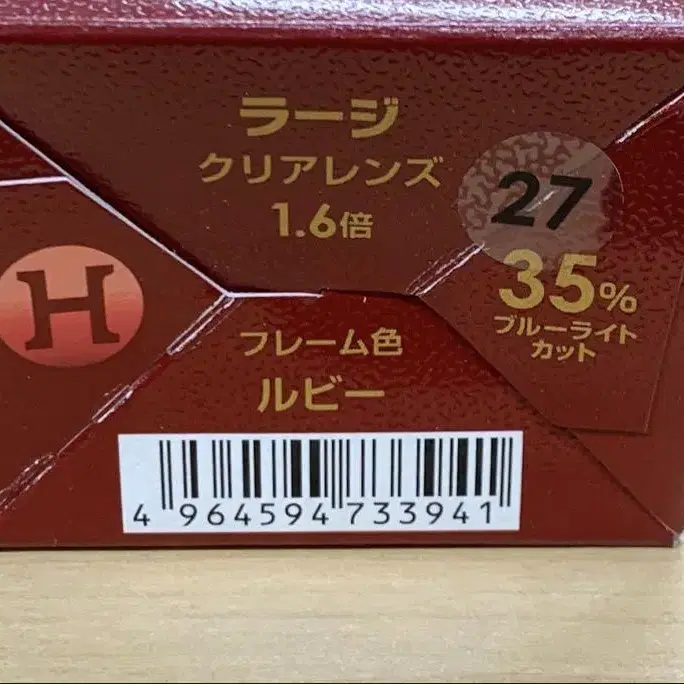 ラージ
クリアレンズ
1.6倍
27
35%
ブルーライト
カット
H
フレーム色
ルビー
4 964594 733941